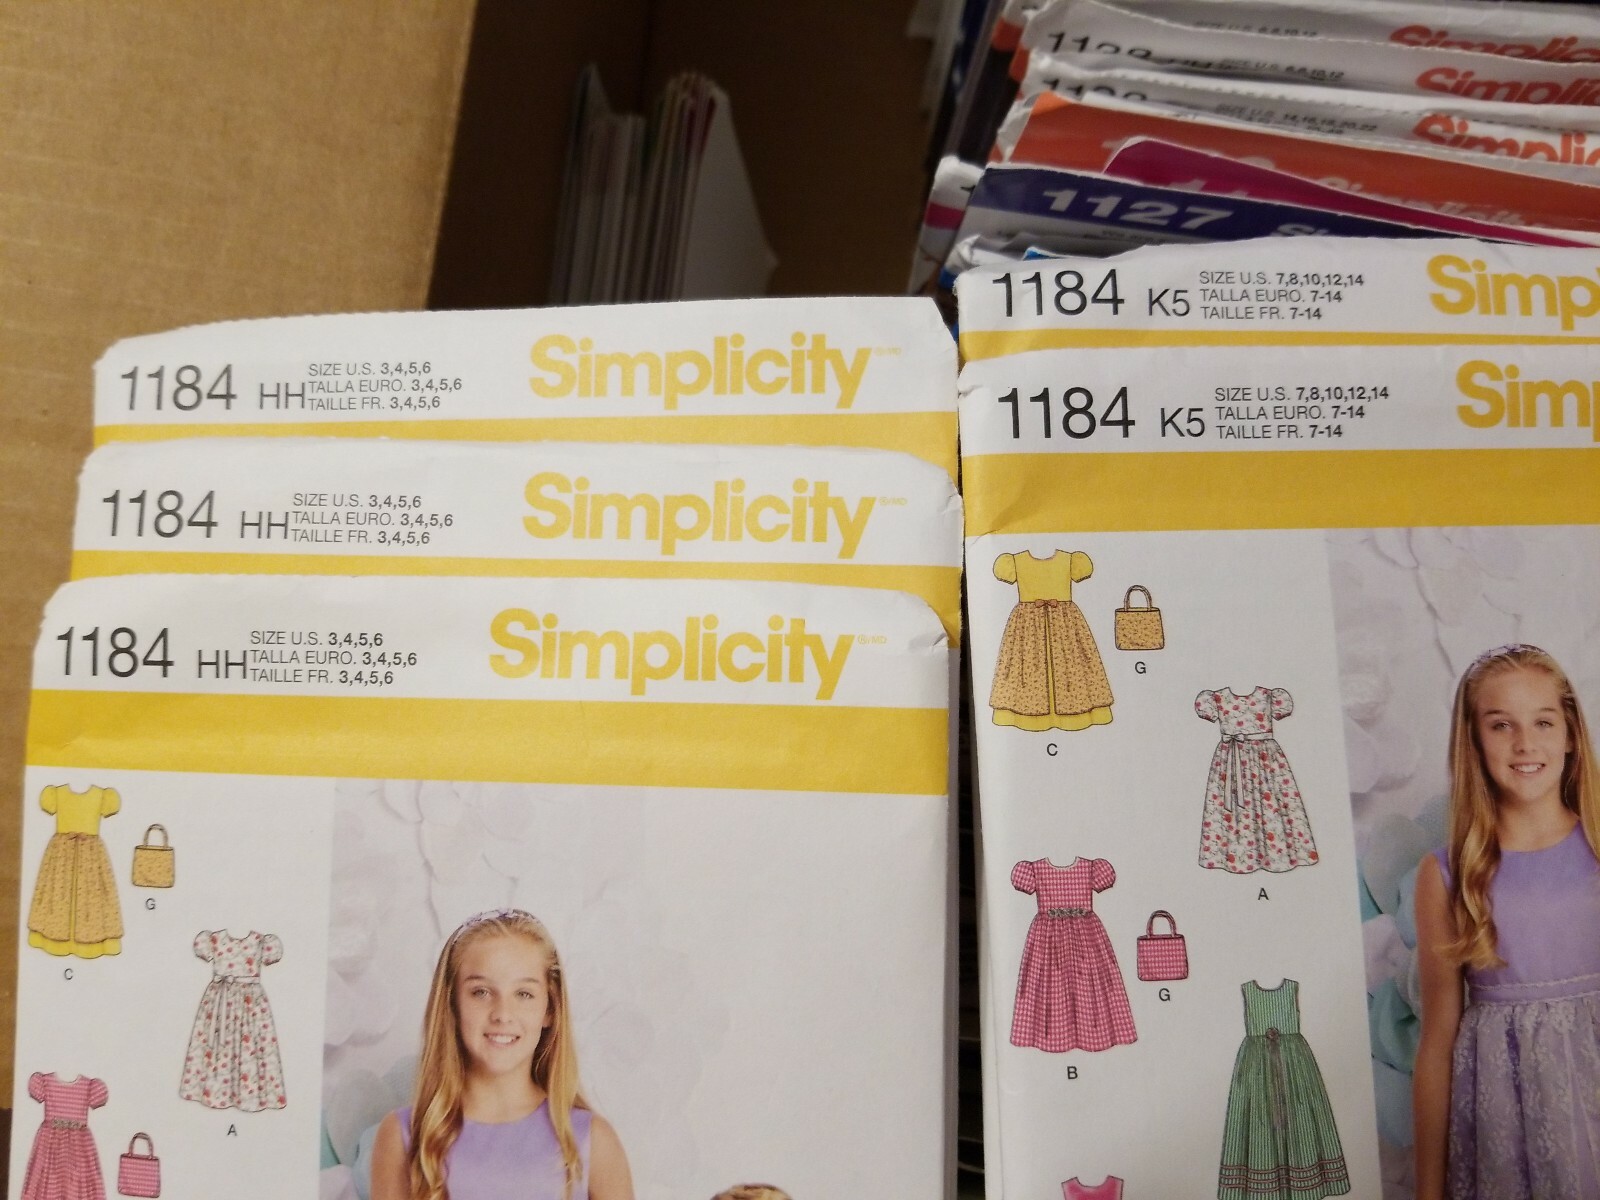 1184 HH SIZE U.S. 3,4,5,6
TALLA EURO. 3,4,5,6
TAILLE FR. 3,4,5,6
Simplicity
1184 HH SIZE U.S. 3,4,5,6
TALLA EURO. 3,4,5,6
TAILLE FR. 3,4,5,6
Simplicity
1184 HH SIZE U.S. 3,4,5,6
TALLA EURO. 3,4,5,6
TAILLE FR. 3,4,5,6
Simplicity
G
C
A
1127
1184 K5 SIZE U.S. 7,8,10,12,14
TALLA EURO. 7-14
TAILLE FR. 7-14
Simp
1184 K5 SIZE U.S. 7,8,10,12,14
TALLA EURO. 7-14
TAILLE FR. 7-14
Simp
G
C
A
G
B